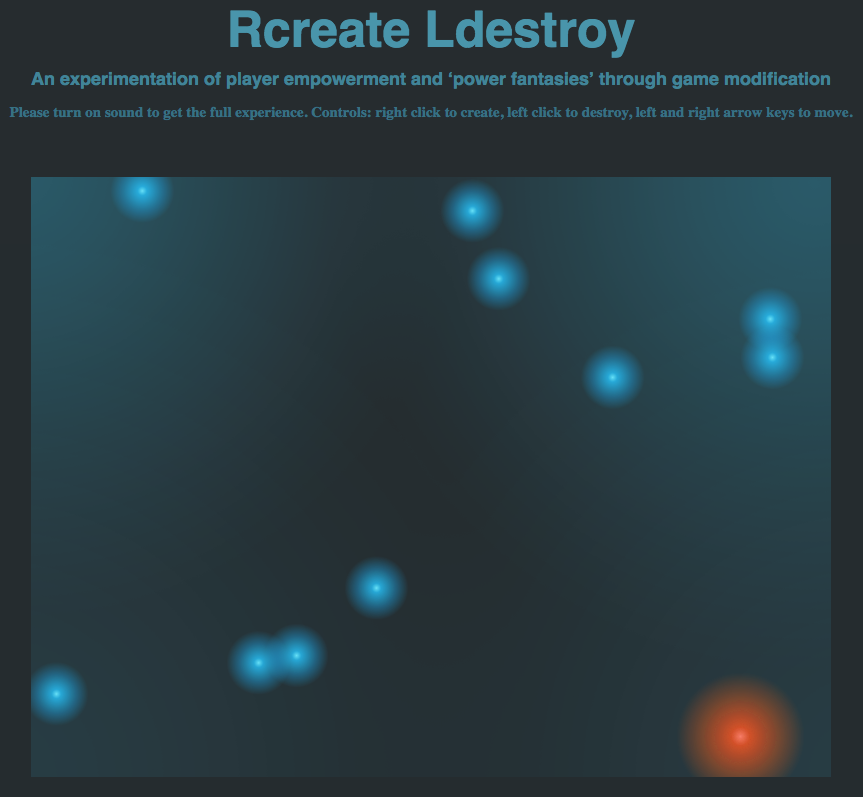 Rcreate Ldestroy
An experimentation of player empowerment and ‘power fantasies’ through game modification
Please turn on sound to get the full experience. Controls: right click to create, left click to destroy, left and right arrow keys to move.